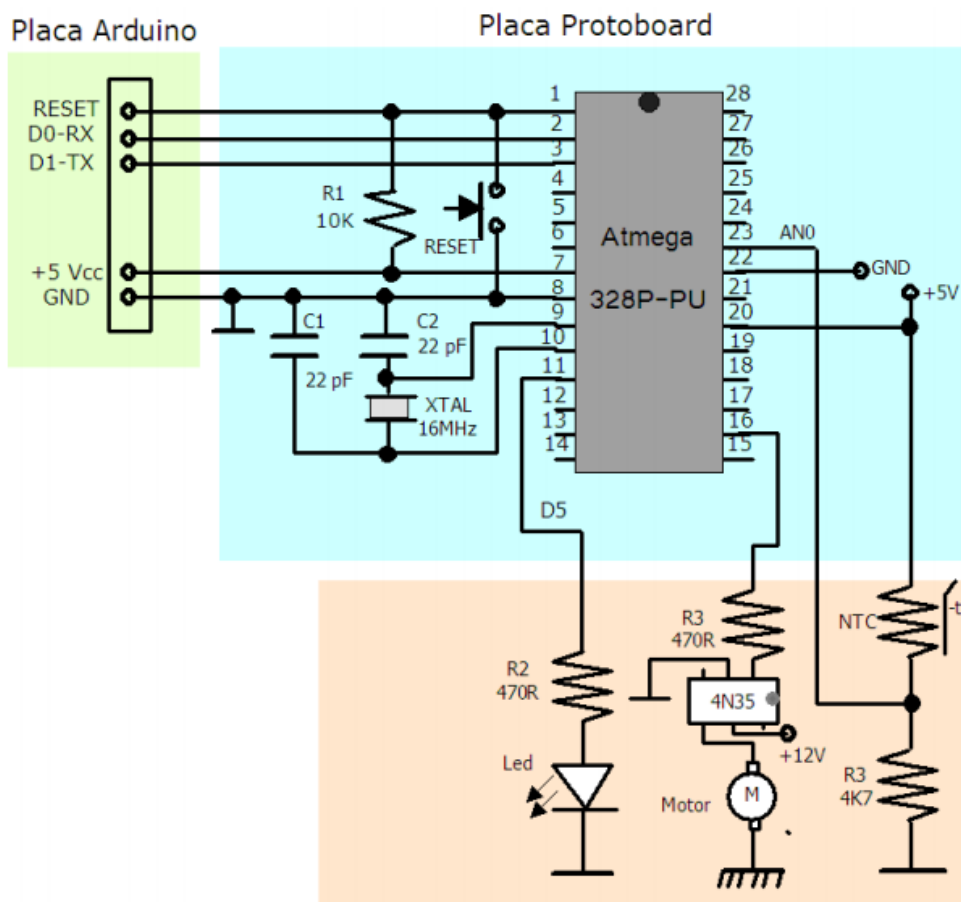 Placa Arduino
Placa Protoboard
RESET
D0-RX
D1-TX
+5 Vcc
GND
R1
10K
RESET
C1
22 pF
C2
22 pF
XTAL
16MHz
1
2
3
4
5
6
7
8
9
10
11
12
13
14
Atmega
328P-PU
28
27
26
25
24
23
22
21
20
19
18
17
16
15
AN0
GND
+5V
D5
R2
470R
Led
R3
470R
4N35
+12V
Motor
M
NTC
-t
R3
4K7